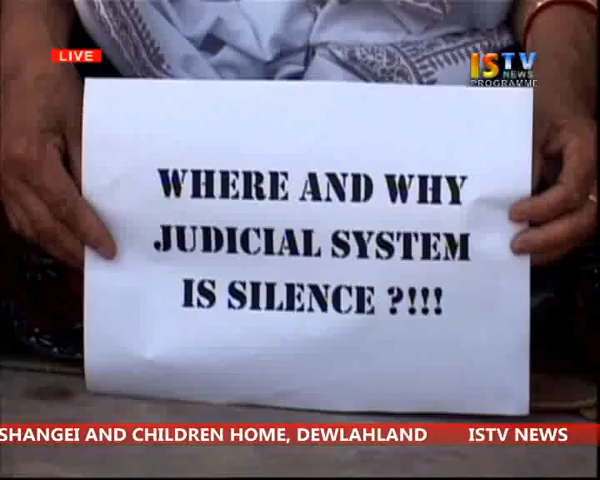 LIVE
ISTV
NEWS
PROGRAMME
WHERE AND WHY
JUDICIAL SYSTEM
IS SILENCE ?!!!
SHANGEI AND CHILDREN HOME, DEWLAHLAND ISTV NEWS